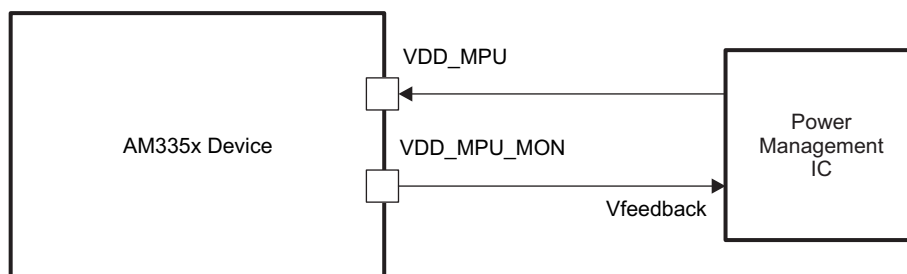 VDD_MPU
AM335x Device
VDD_MPU_MON
Vfeedback
Power
Management
IC